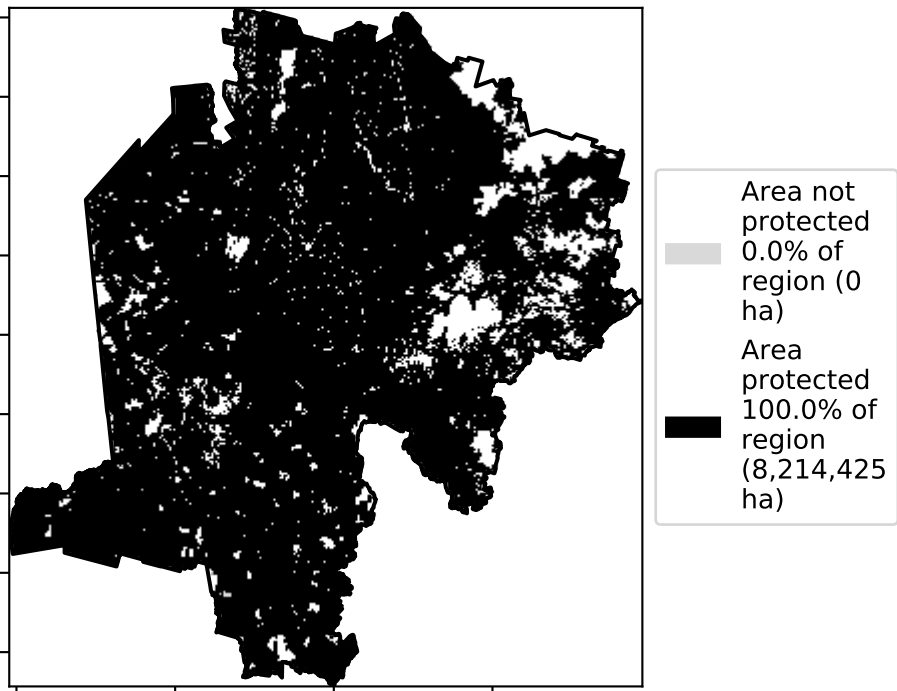 Area not
protected
0.0% of
region (0
ha)
Area
protected
100.0% of
region
(8,214,425
ha)